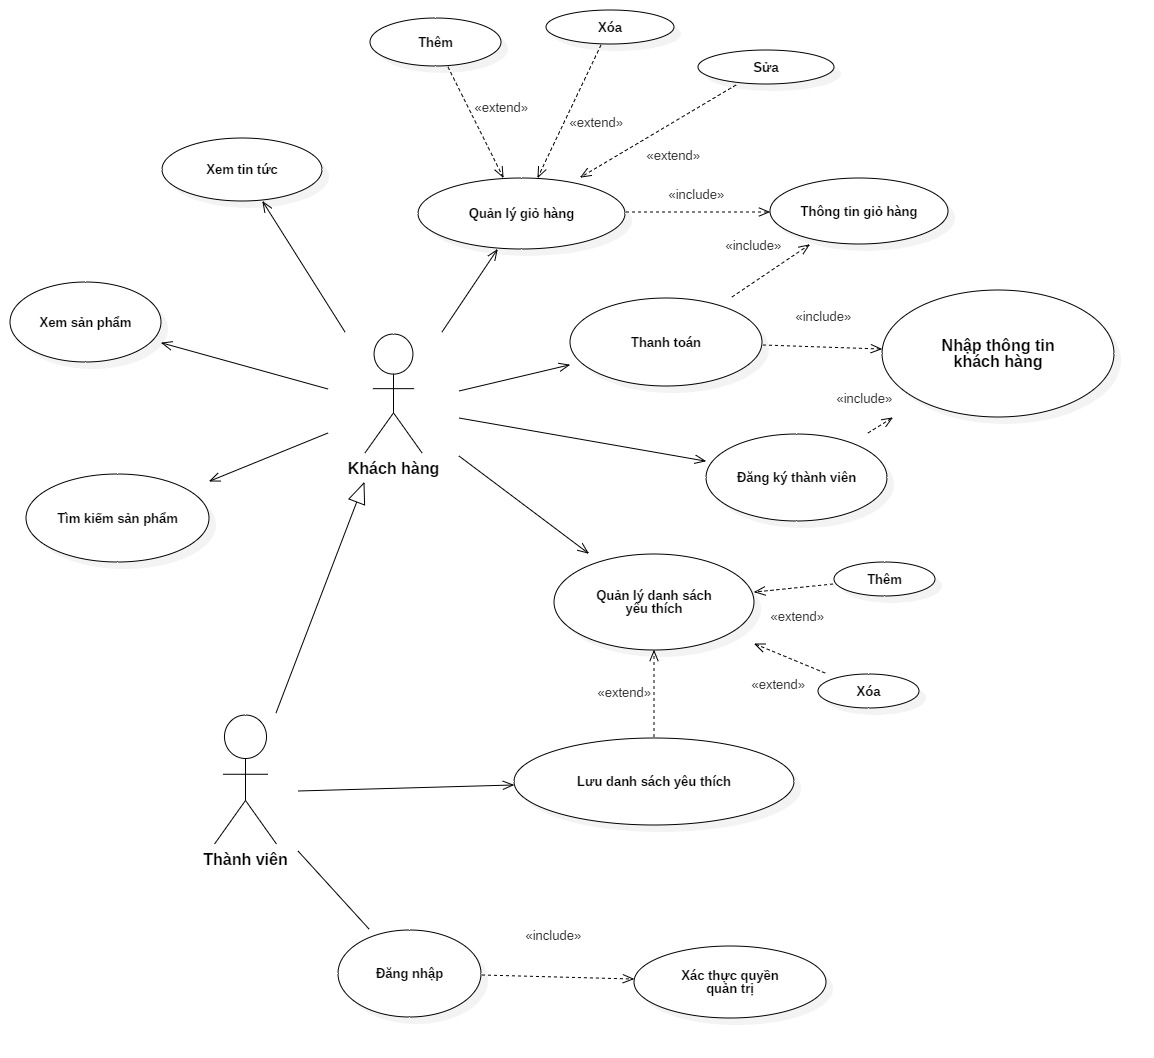 Thêm
Xóa
Sửa
«extend»
«extend»
«extend»
Xem tin tức
Quản lý giỏ hàng
«include»
Thông tin giỏ hàng
«include»
Xem sản phẩm
Thanh toán
«include»
Nhập thông tin
khách hàng
«include»
Khách hàng
Đăng ký thành viên
Tìm kiếm sản phẩm
Quản lý danh sách
yếu thích
Thêm
«extend»
«extend»
Xóa
«extend»
Lưu danh sách yêu thích
Thành viên
«include»
Đăng nhập
Xác thực quyền
quản trị